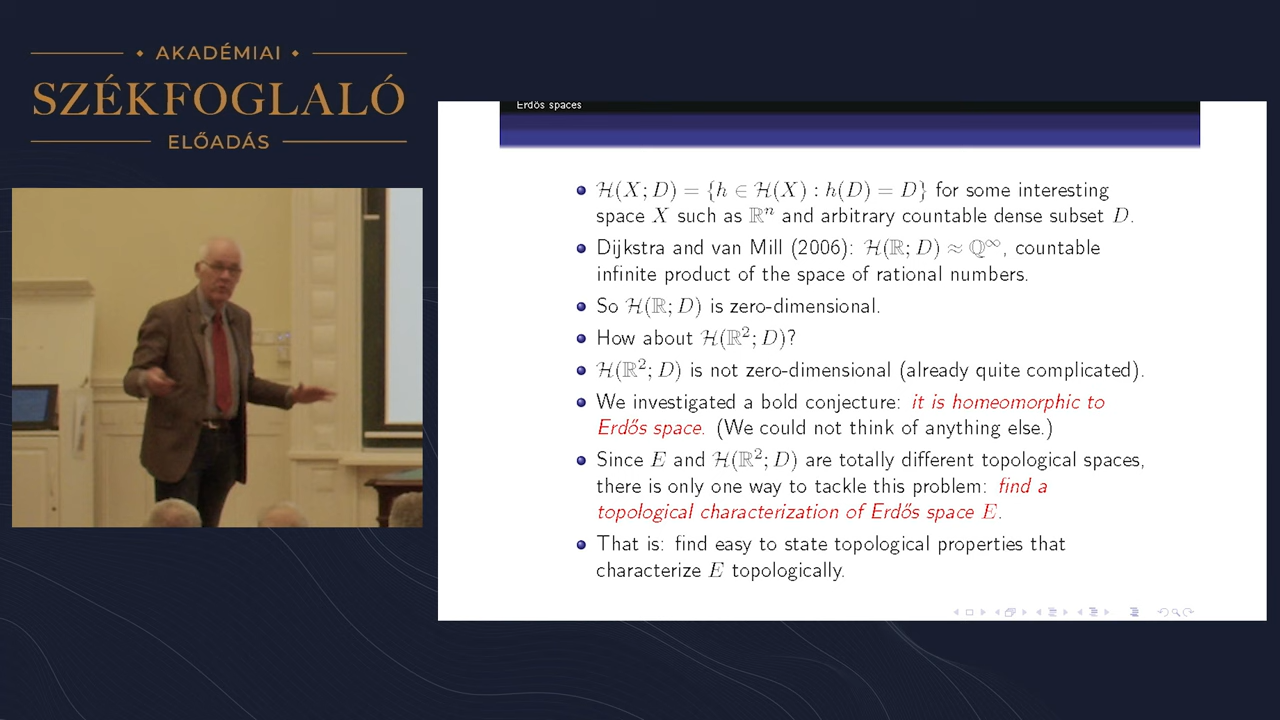 AKADÉMIAI
SZÉKFOGLALÓ
ELŐADÁS
Erdős spaces
ℋ(X; D) = {h ∈ ℋ(X) : h(D) = D} for some interesting
space X such as ℝⁿ and arbitrary countable dense subset D.
Dijkstra and van Mill (2006): ℋ(ℝ; D) ≈ ℚ^∞, countable
infinite product of the space of rational numbers.
So ℋ(ℝ; D) is zero-dimensional.
How about ℋ(ℝ²; D)?
ℋ(ℝ²; D) is not zero-dimensional (already quite complicated).
We investigated a bold conjecture: it is homeomorphic to
Erdős space. (We could not think of anything else.)
Since E and ℋ(ℝ²; D) are totally different topological spaces,
there is only one way to tackle this problem: find a
topological characterization of Erdős space E.
That is: find easy to state topological properties that
characterize E topologically.